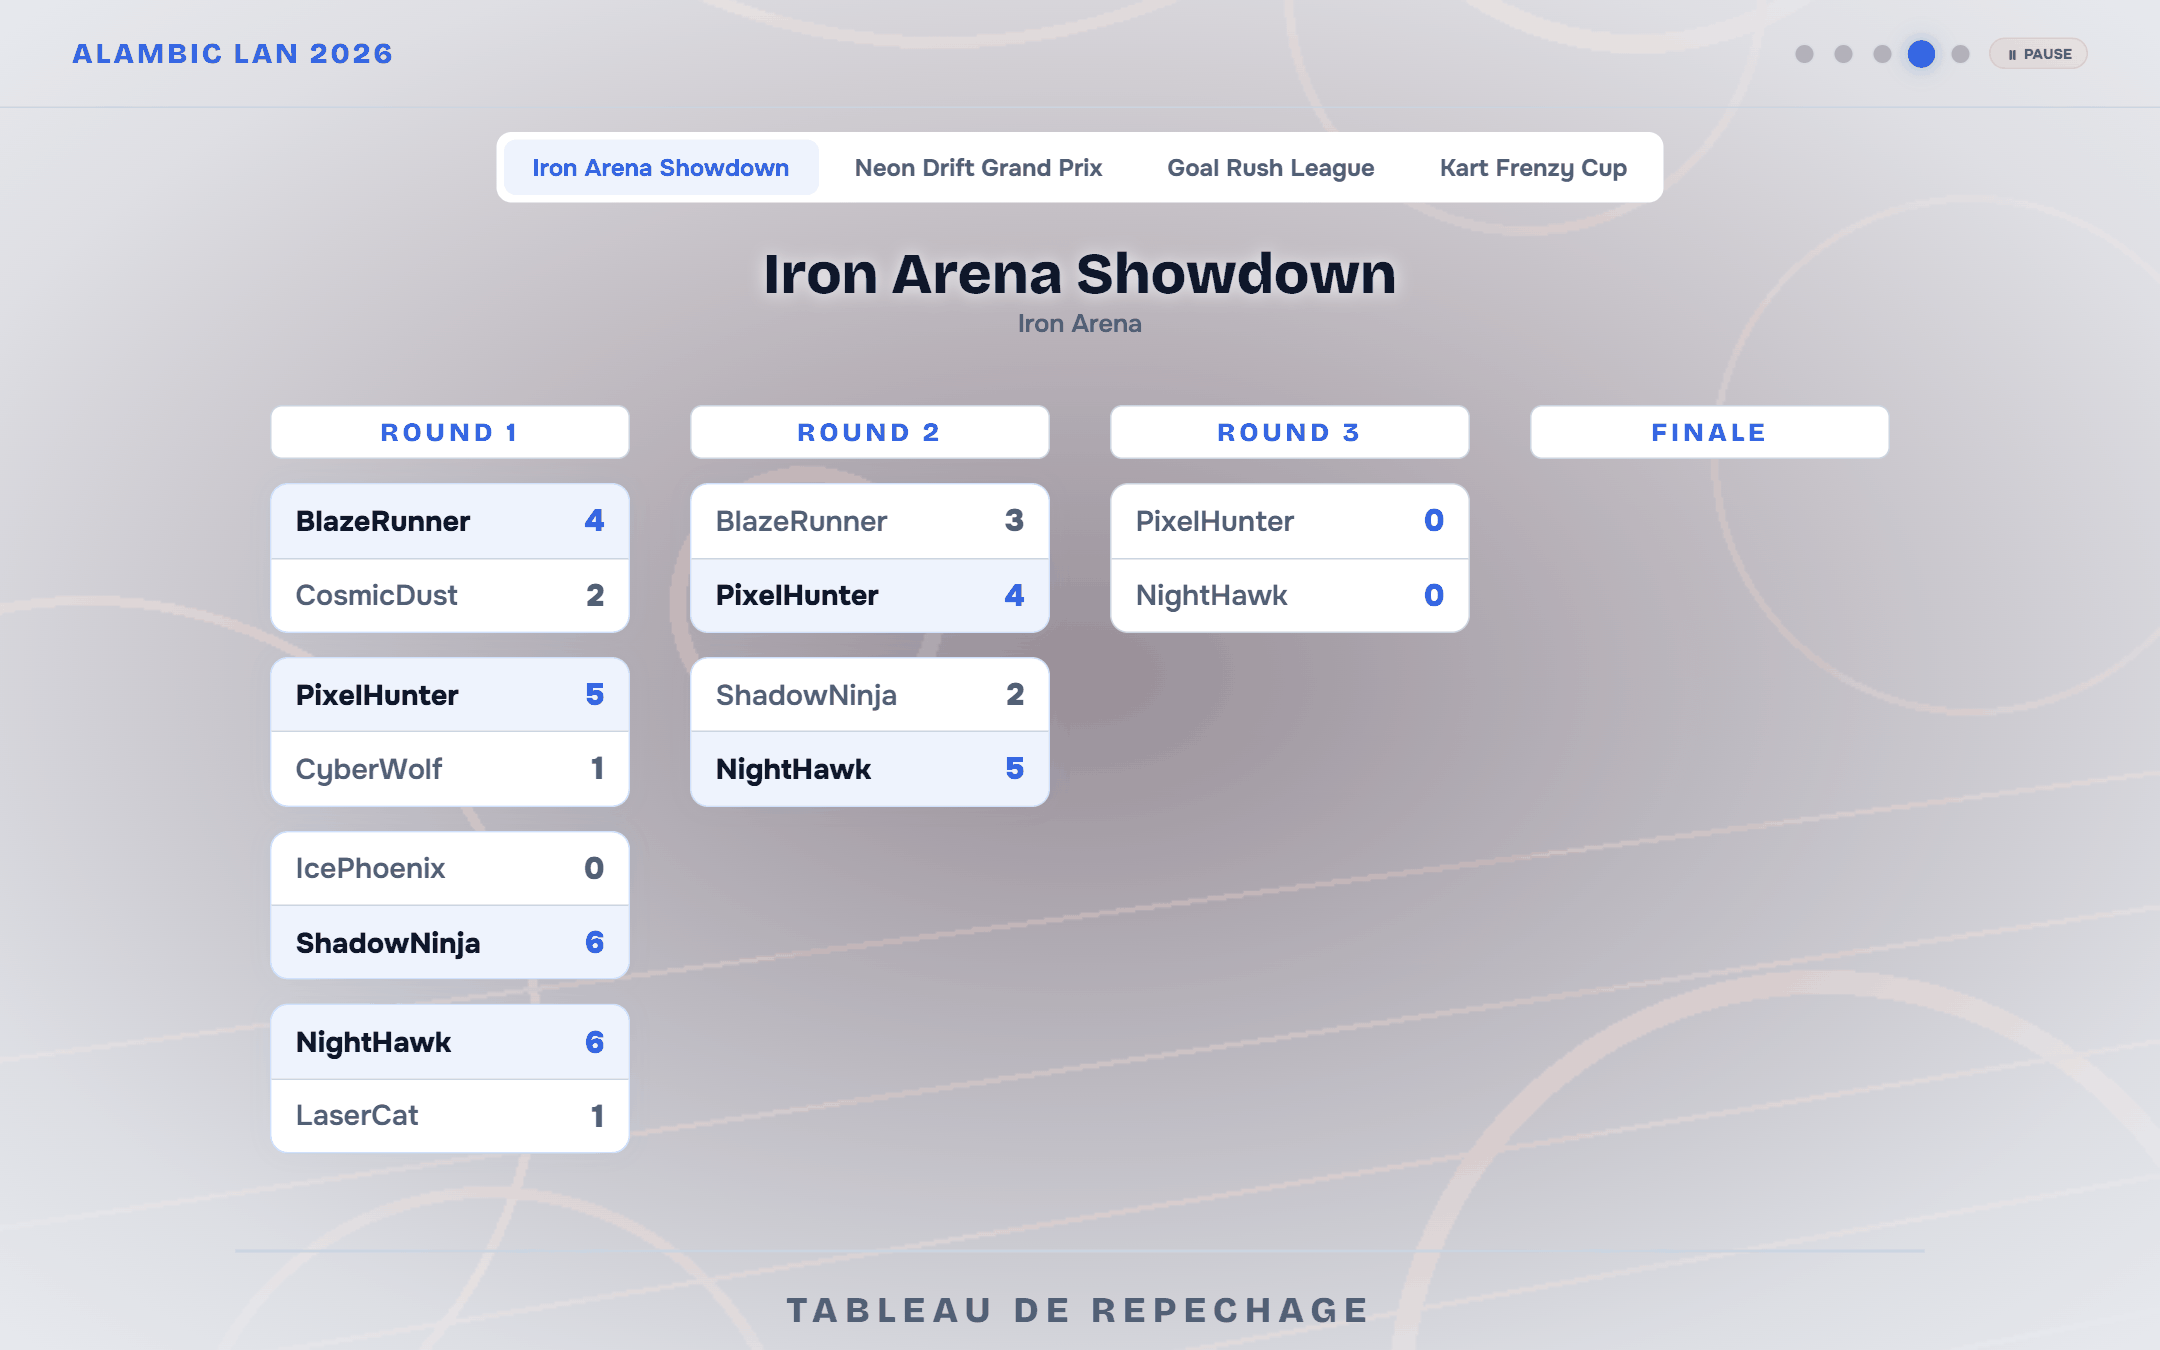 ALAMBIC LAN 2026
PAUSE
Iron Arena Showdown
Neon Drift Grand Prix
Goal Rush League
Kart Frenzy Cup
Iron Arena Showdown
Iron Arena
ROUND 1
BlazeRunner 4
CosmicDust 2
PixelHunter 5
CyberWolf 1
IcePhoenix 0
ShadowNinja 6
NightHawk 6
LaserCat 1
ROUND 2
BlazeRunner 3
PixelHunter 4
ShadowNinja 2
NightHawk 5
ROUND 3
PixelHunter 0
NightHawk 0
FINALE
TABLEAU DE REPECHAGE